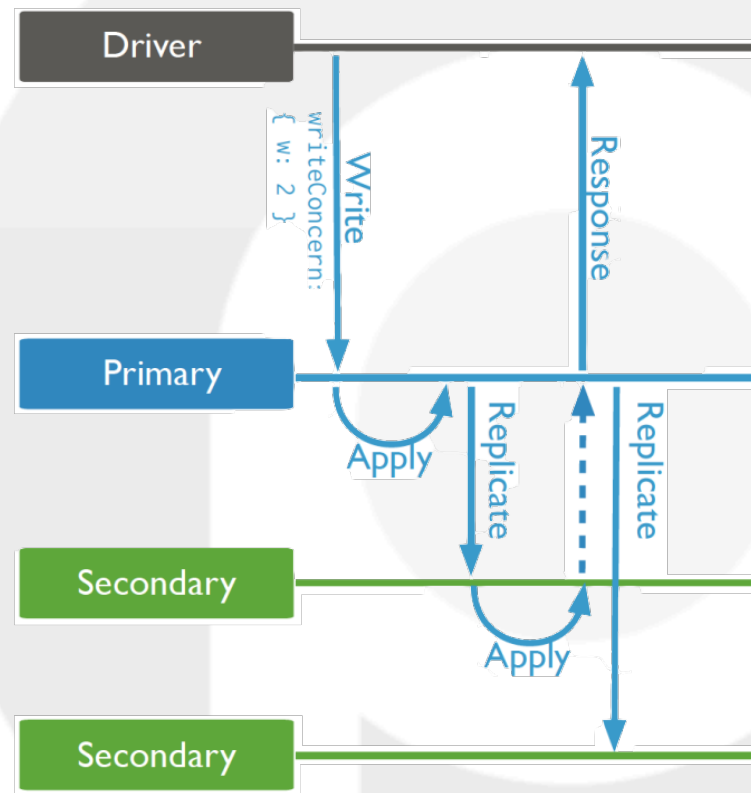 Driver
writeConcern:
{ w: 2 }
Write
Response
Primary
Apply
Replicate
Replicate
Secondary
Apply
Secondary